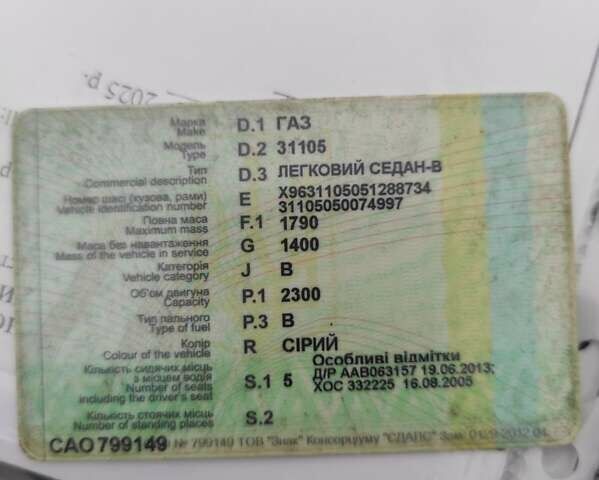 2025 р.
Марка D.1 ГАЗ
Make
Модель D.2 31105
Type
Тип D.3 ЛЕГКОВИЙ СЕДАН-В
Commercial description
Номер шасі (кузова, рами) E X9631105051288734
Vehicle identification number 31105050074997
Повна маса F.1 1790
Maximum mass
Маса без навантаження G 1400
Mass of the vehicle in service
Категорія J B
Vehicle category
Об'єм двигуна P.1 2300
Capacity
Тип пального P.3 B
Type of fuel
Колір R СІРИЙ
Colour of the vehicle
Особливі відмітки
Кількість сидячих місць S.1 5 Д/Р ААВ063157 19.06.2013;
з місцем водія ХОС 332225 16.08.2005
Number of seats
including the driver's seat
Кількість стоячих місць S.2
Number of standing places
САО799149 № 799149 ТОВ "Знак" Консорціуму "ЄДАПС" Зам.